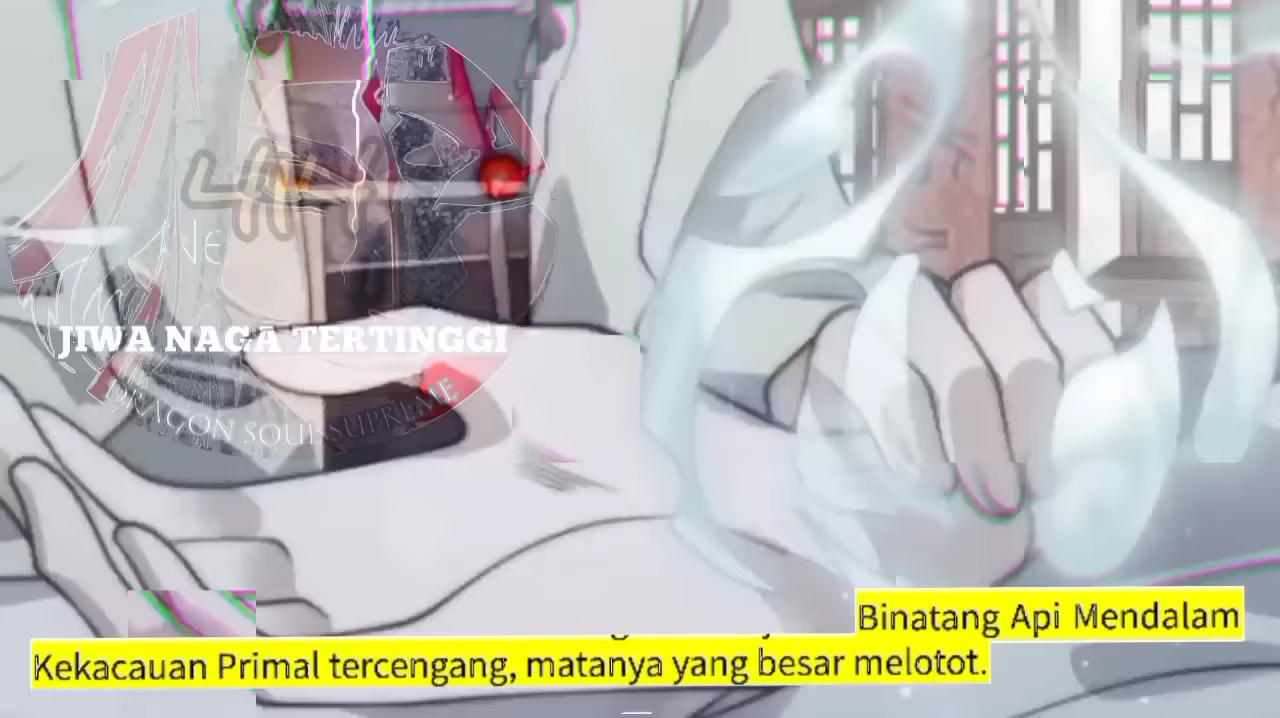 JIWA NAGA TERTINGGI
DRAGON SOUL SUPREME
Binatang Api Mendalam
Kekacauan Primal tercengang, matanya yang besar melotot.